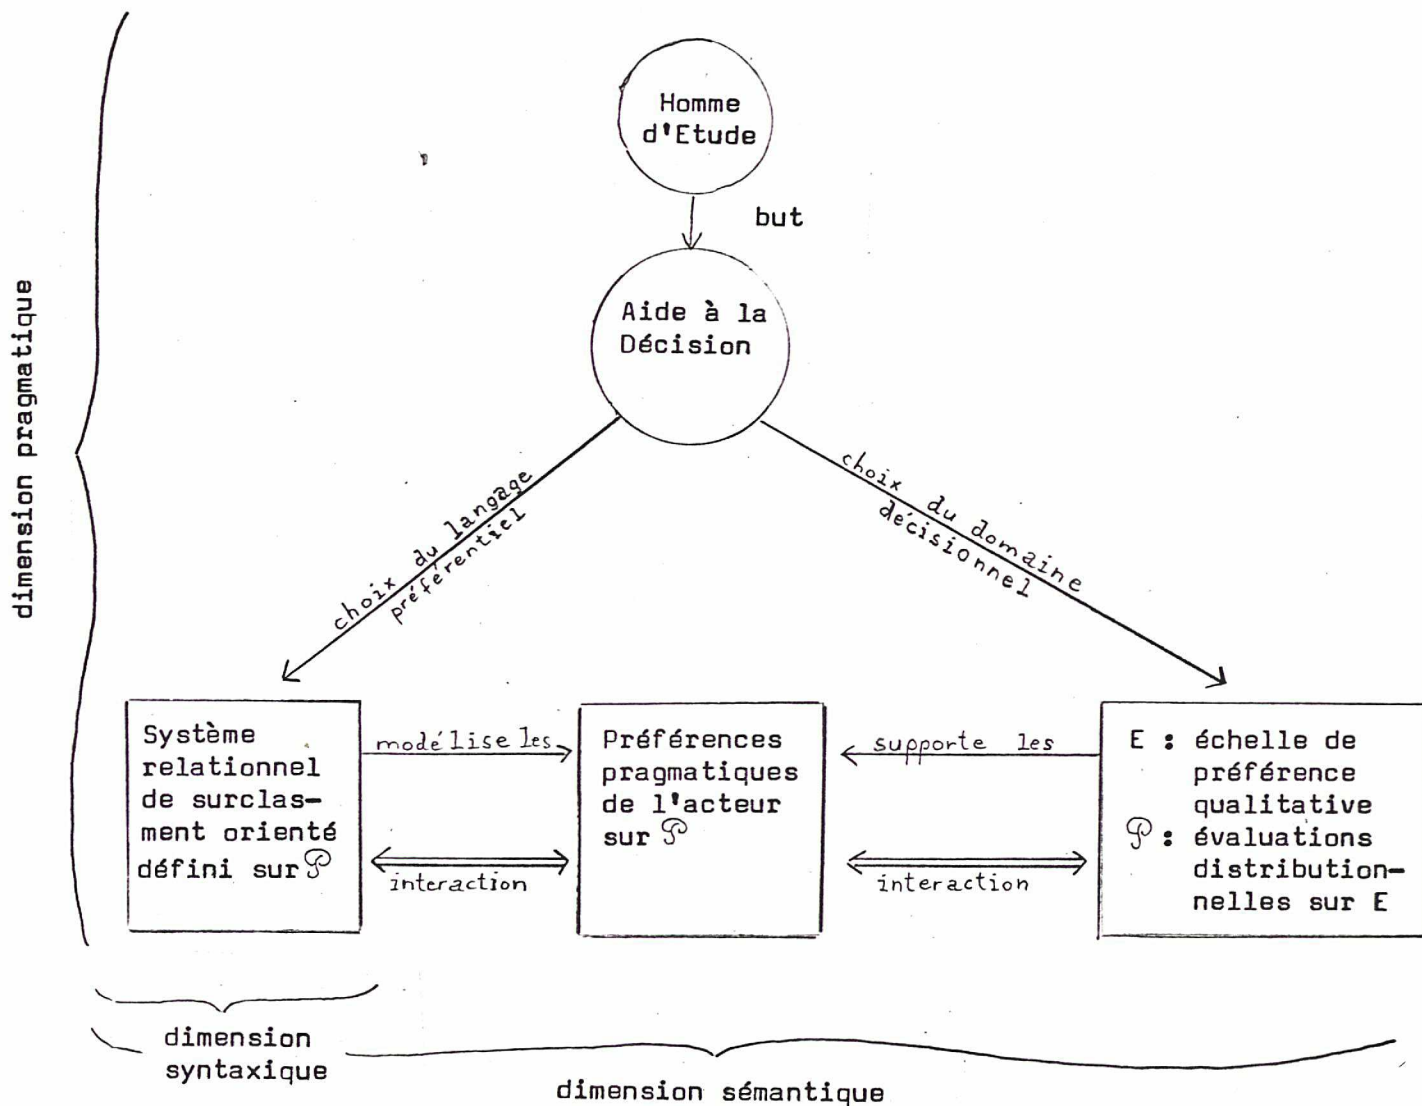 Homme
d'Etude
but
Aide à la
Décision
dimension pragmatique
choix du langage
préférentiel
choix du domaine
décisionnel
Système
relationnel
de surclas-
ment orienté
défini sur 𝒫
modélise les
interaction
Préférences
pragmatiques
de l'acteur
sur 𝒫
supporte les
interaction
E : échelle de
préférence
qualitative
𝒫 : évaluations
distribution-
nelles sur E
dimension
syntaxique
dimension sémantique